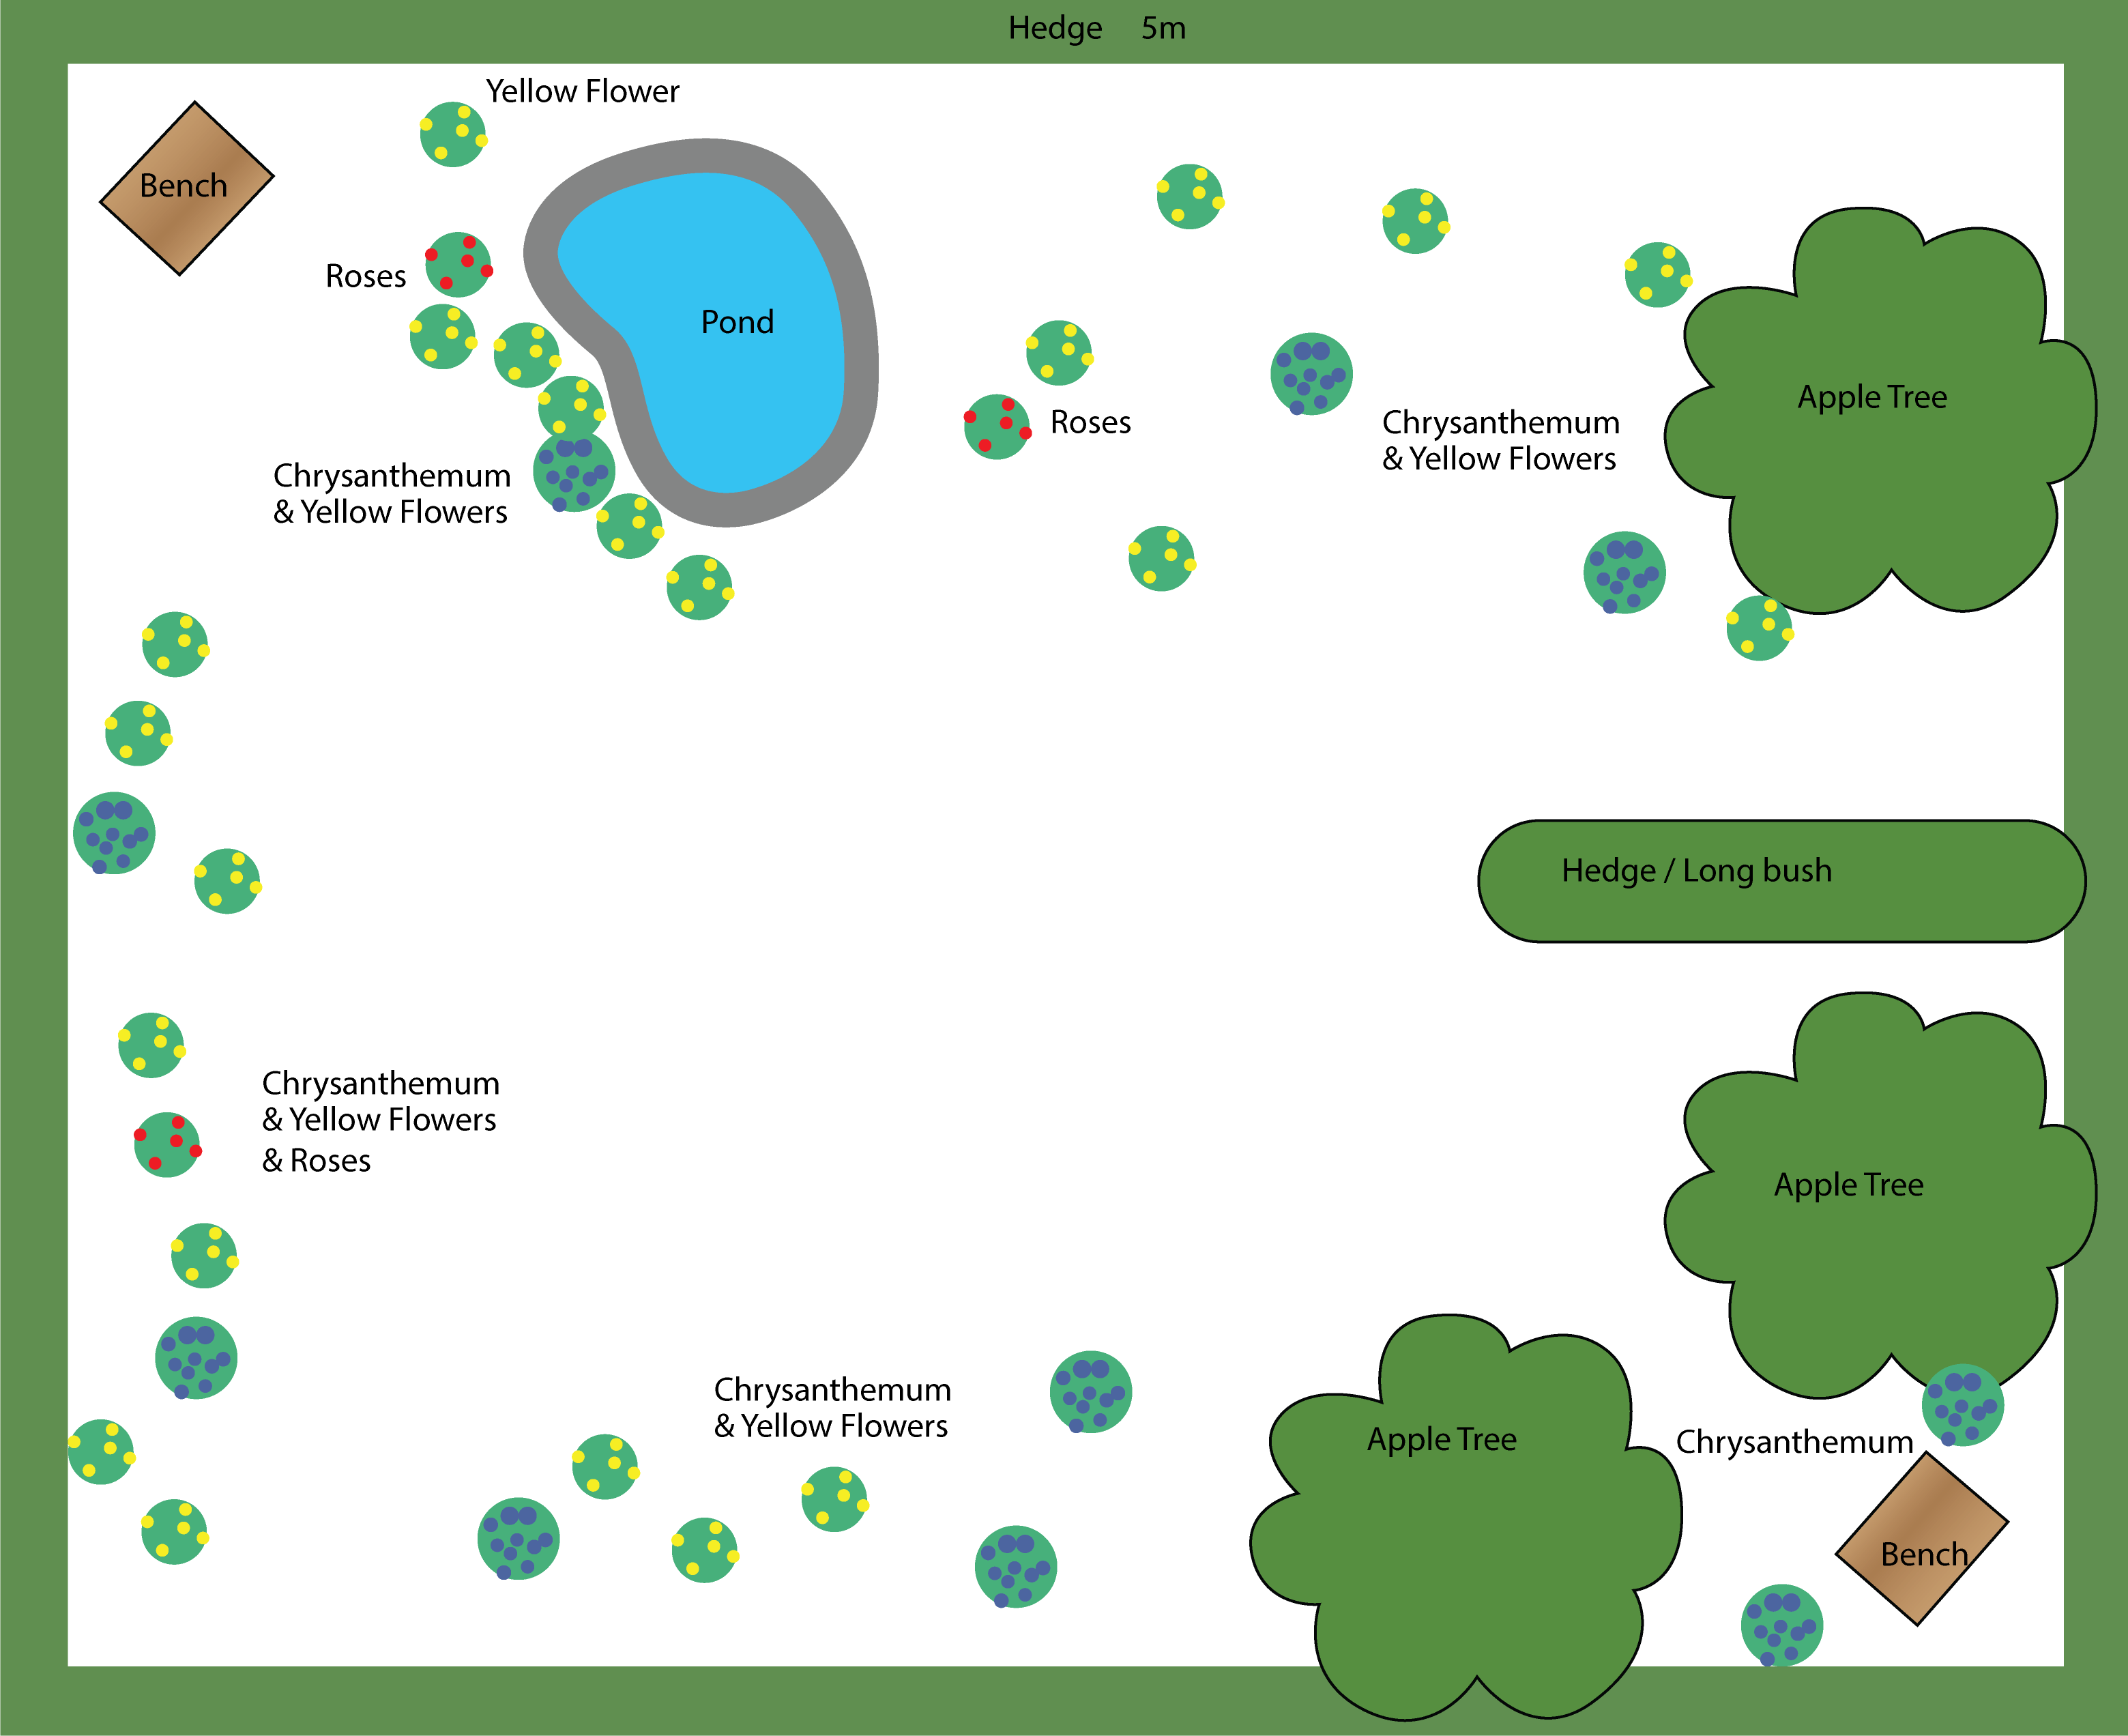 Hedge 5m
Yellow Flower
Bench
Roses
Pond
Apple Tree
Roses
Chrysanthemum
& Yellow Flowers
Chrysanthemum
& Yellow Flowers
Hedge / Long bush
Chrysanthemum
& Yellow Flowers
& Roses
Apple Tree
Chrysanthemum
& Yellow Flowers
Apple Tree
Chrysanthemum
Bench